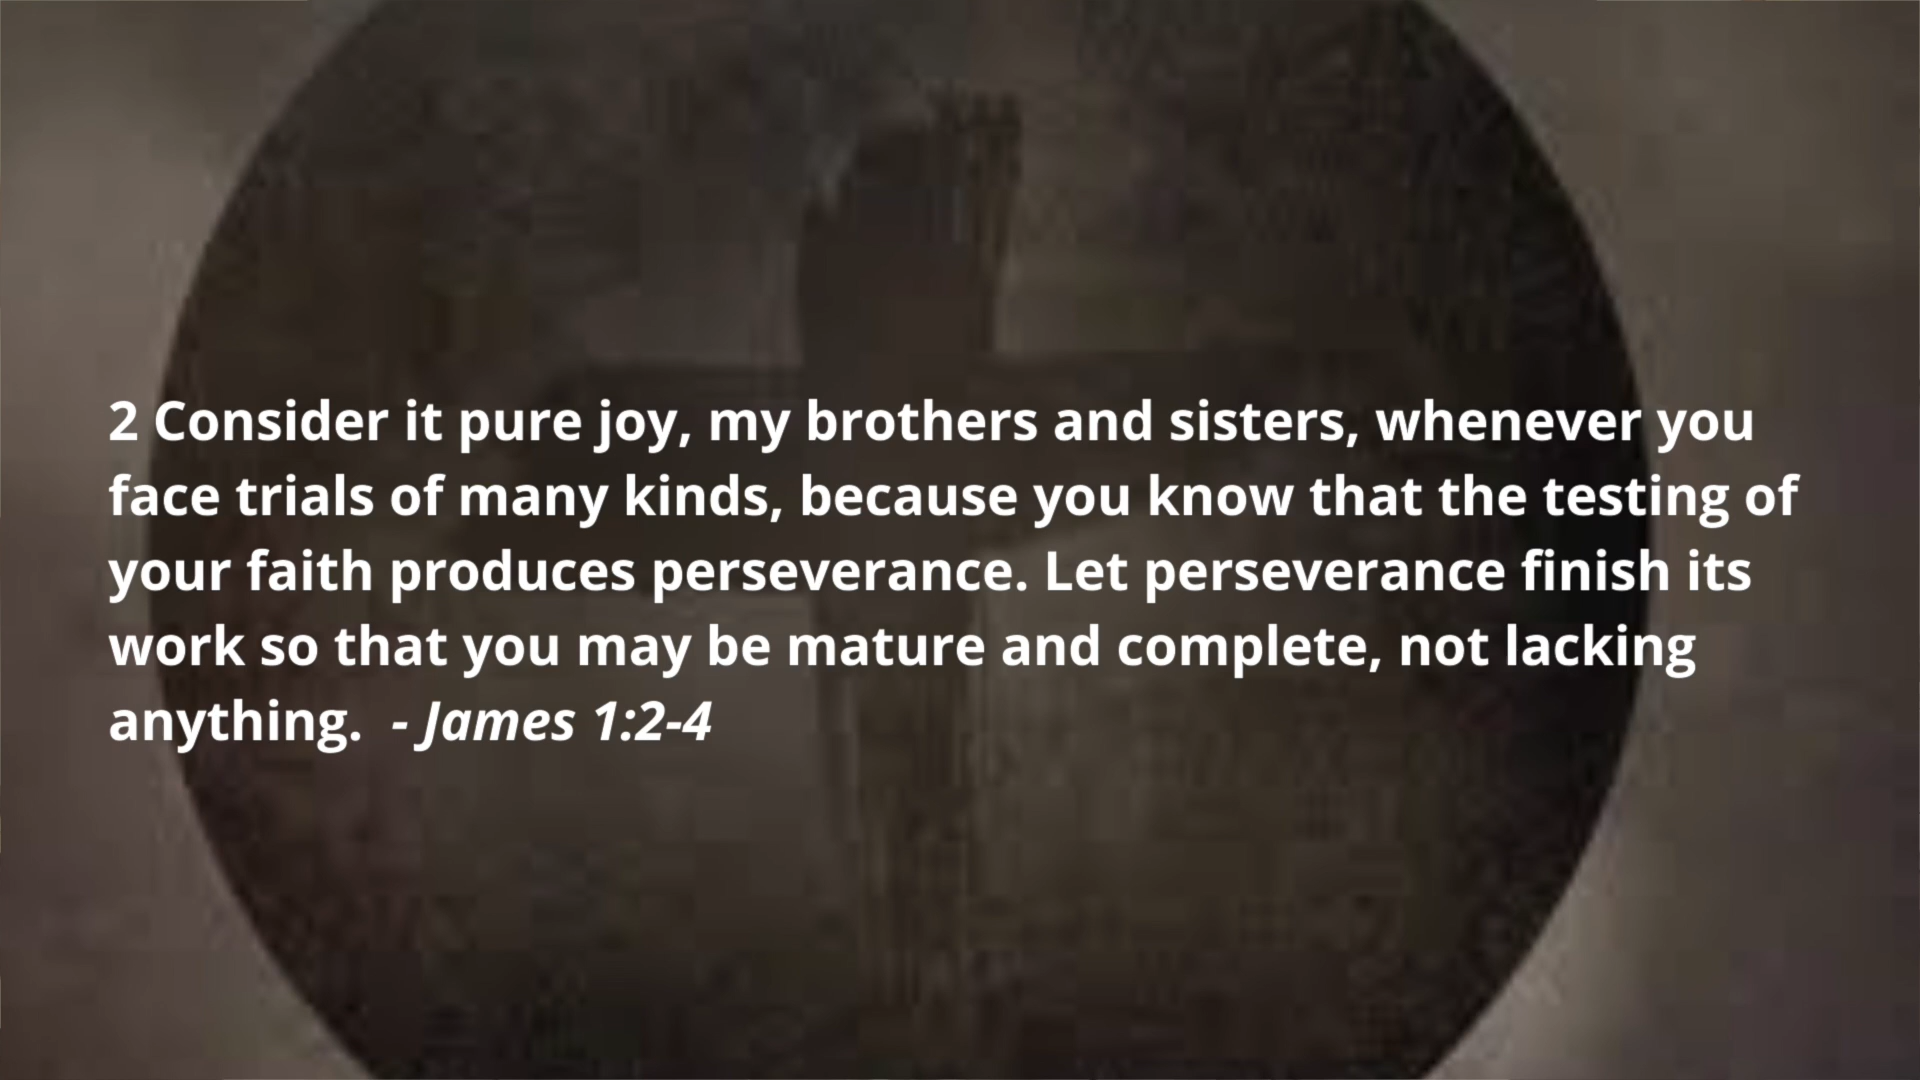 2 Consider it pure joy, my brothers and sisters, whenever you
face trials of many kinds, because you know that the testing of
your faith produces perseverance. Let perseverance finish its
work so that you may be mature and complete, not lacking
anything.  - James 1:2-4